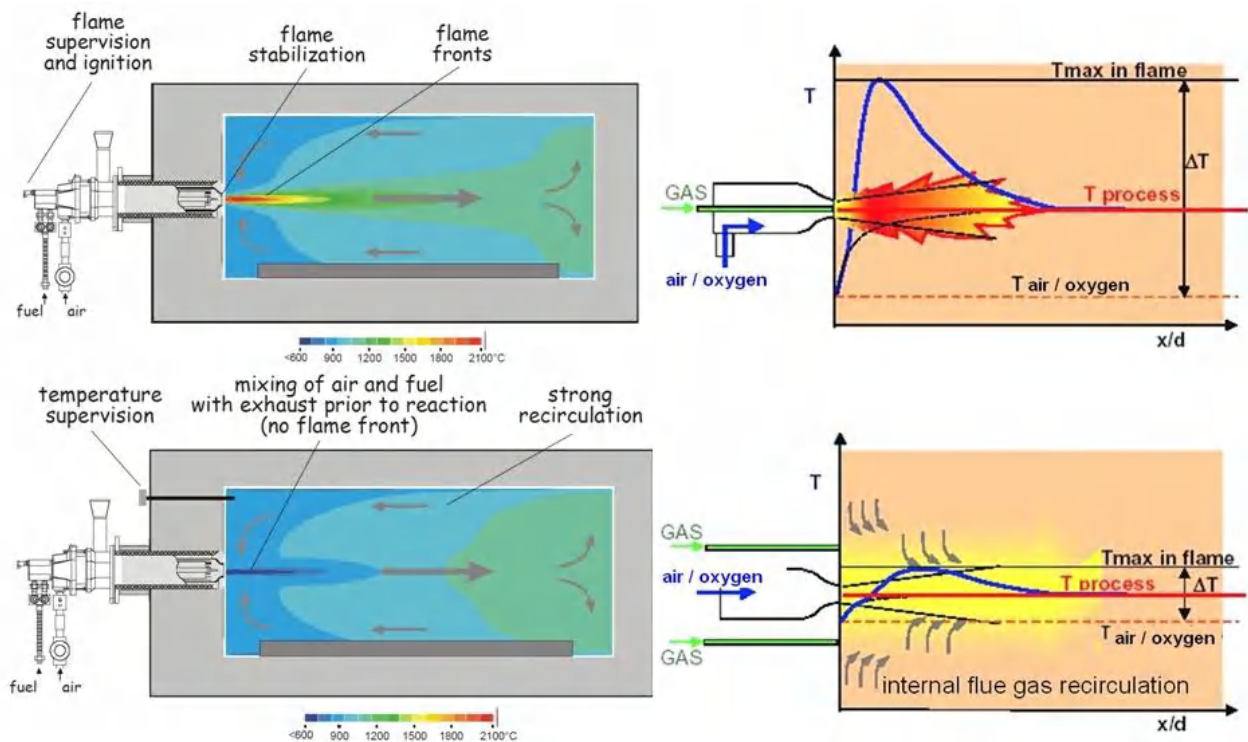 flame
supervision
and ignition
flame
stabilization
flame
fronts
fuel
air
<600 900 1200 1500 1800 2100°C
T
Tmax in flame
ΔT
GAS
T process
air / oxygen
T air / oxygen
x/d
temperature
supervision
mixing of air and fuel
with exhaust prior to reaction
(no flame front)
strong
recirculation
fuel
air
<600 900 1200 1500 1800 2100°C
T
GAS
air / oxygen
GAS
Tmax in flame
T process
ΔT
T air / oxygen
internal flue gas recirculation
x/d